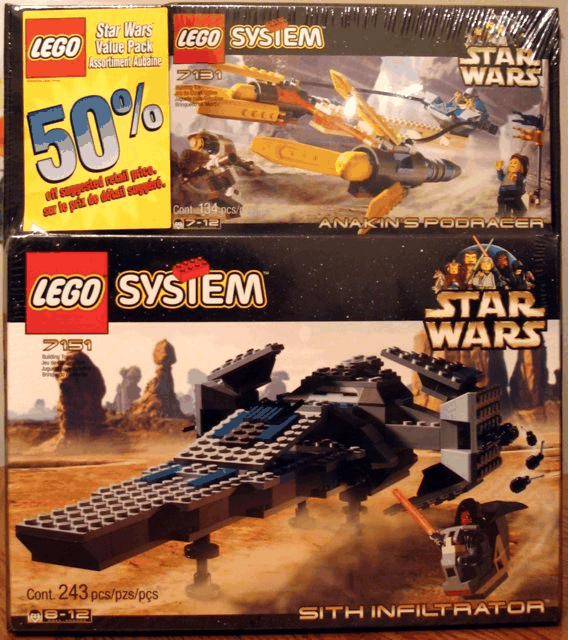 LEGO
Star Wars
Value Pack
Assortiment Aubaine
50%
off suggested retail price.
sur le prix de détail suggéré.
LEGO SYSTEM
7131
STAR
WARS
Cont. 134 pcs/
7-12
ANAKIN'S PODRACER
LEGO SYSTEM
7151
Building Toy
STAR
WARS
Cont. 243 pcs/pzs/pçs
8-12
SITH INFILTRATOR